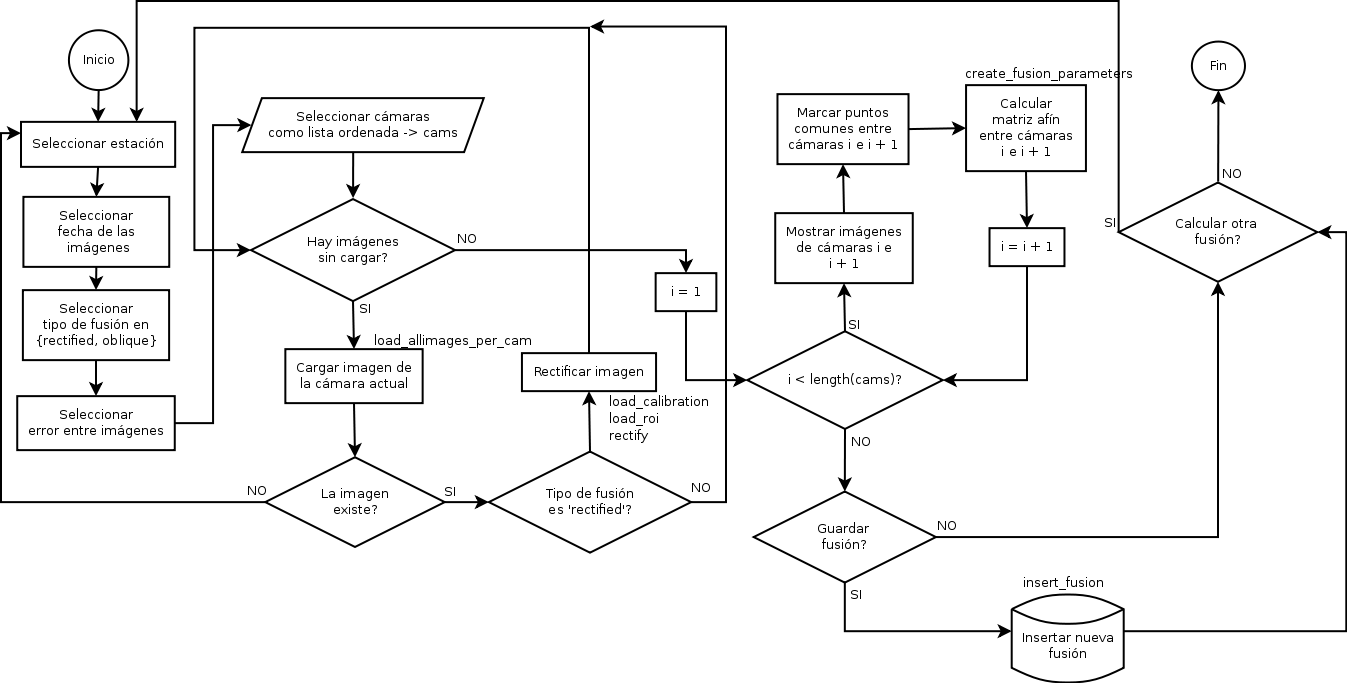 Inicio
Seleccionar estación
Seleccionar
fecha de las
imágenes
Seleccionar
tipo de fusión en
{rectified, oblique}
Seleccionar
error entre imágenes
Seleccionar cámaras
como lista ordenada -> cams
Hay imágenes
sin cargar?
NO
SI
load_allimages_per_cam
Cargar imagen de
la cámara actual
La imagen
existe?
NO
SI
Tipo de fusión
es 'rectified'?
NO
Rectificar imagen
load_calibration
load_roi
rectify
i = 1
i < length(cams)?
SI
NO
Mostrar imágenes
de cámaras i e
i + 1
Marcar puntos
comunes entre
cámaras i e i + 1
create_fusion_parameters
Calcular
matriz afín
entre cámaras
i e i + 1
i = i + 1
Guardar
fusión?
NO
SI
insert_fusion
Insertar nueva
fusión
Calcular otra
fusión?
SI
NO
Fin